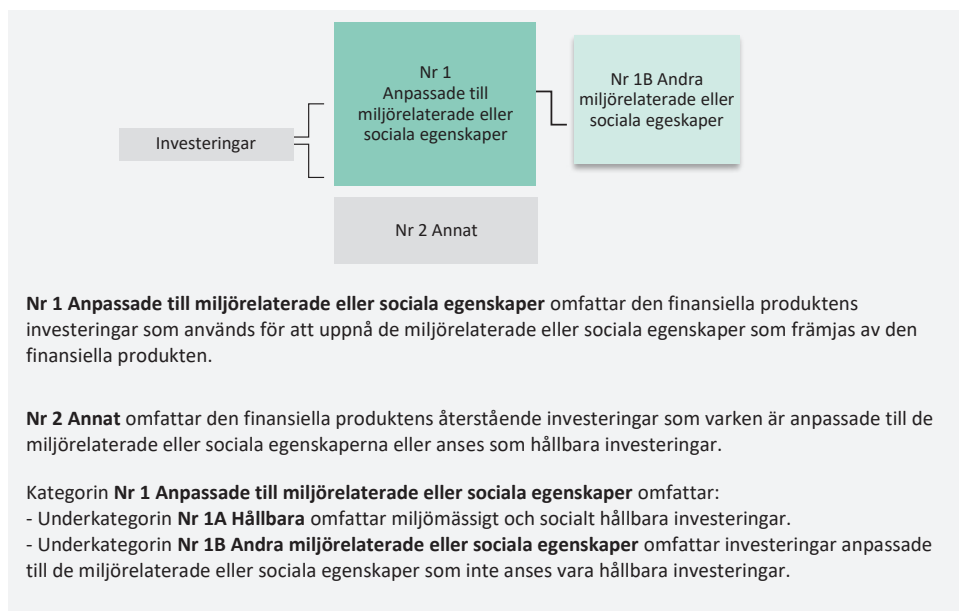 Nr 1
Anpassade till
miljörelaterade eller
sociala egenskaper
Nr 1B Andra
miljörelaterade eller
sociala egeskaper
Investeringar
Nr 2 Annat
Nr 1 Anpassade till miljörelaterade eller sociala egenskaper omfattar den finansiella produktens
investeringar som används för att uppnå de miljörelaterade eller sociala egenskaper som främjas av den
finansiella produkten.
Nr 2 Annat omfattar den finansiella produktens återstående investeringar som varken är anpassade till de
miljörelaterade eller sociala egenskaperna eller anses som hållbara investeringar.
Kategorin Nr 1 Anpassade till miljörelaterade eller sociala egenskaper omfattar:
- Underkategorin Nr 1A Hållbara omfattar miljömässigt och socialt hållbara investeringar.
- Underkategorin Nr 1B Andra miljörelaterade eller sociala egenskaper omfattar investeringar anpassade
till de miljörelaterade eller sociala egenskaper som inte anses vara hållbara investeringar.